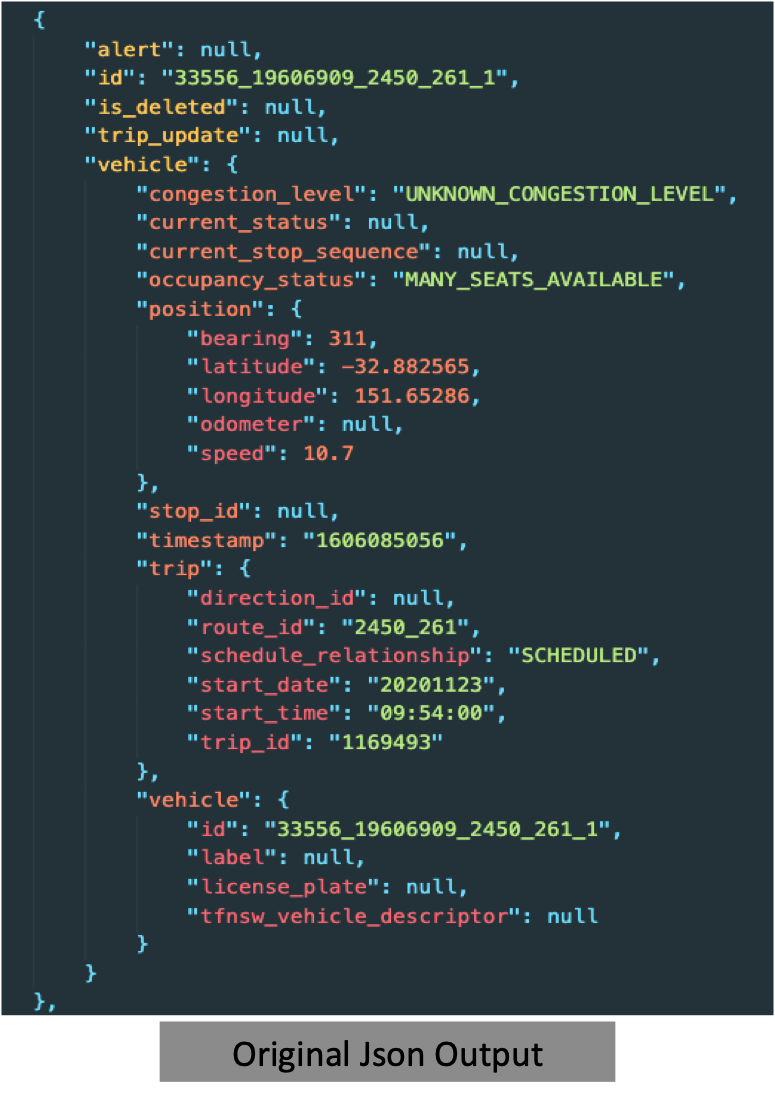 {
"alert": null,
"id": "33556_19606909_2450_261_1",
"is_deleted": null,
"trip_update": null,
"vehicle": {
"congestion_level": "UNKNOWN_CONGESTION_LEVEL",
"current_status": null,
"current_stop_sequence": null,
"occupancy_status": "MANY_SEATS_AVAILABLE",
"position": {
"bearing": 311,
"latitude": -32.882565,
"longitude": 151.65286,
"odometer": null,
"speed": 10.7
},
"stop_id": null,
"timestamp": "1606085056",
"trip": {
"direction_id": null,
"route_id": "2450_261",
"schedule_relationship": "SCHEDULED",
"start_date": "20201123",
"start_time": "09:54:00",
"trip_id": "1169493"
},
"vehicle": {
"id": "33556_19606909_2450_261_1",
"label": null,
"license_plate": null,
"tfnsw_vehicle_descriptor": null
}
}
},
Original Json Output